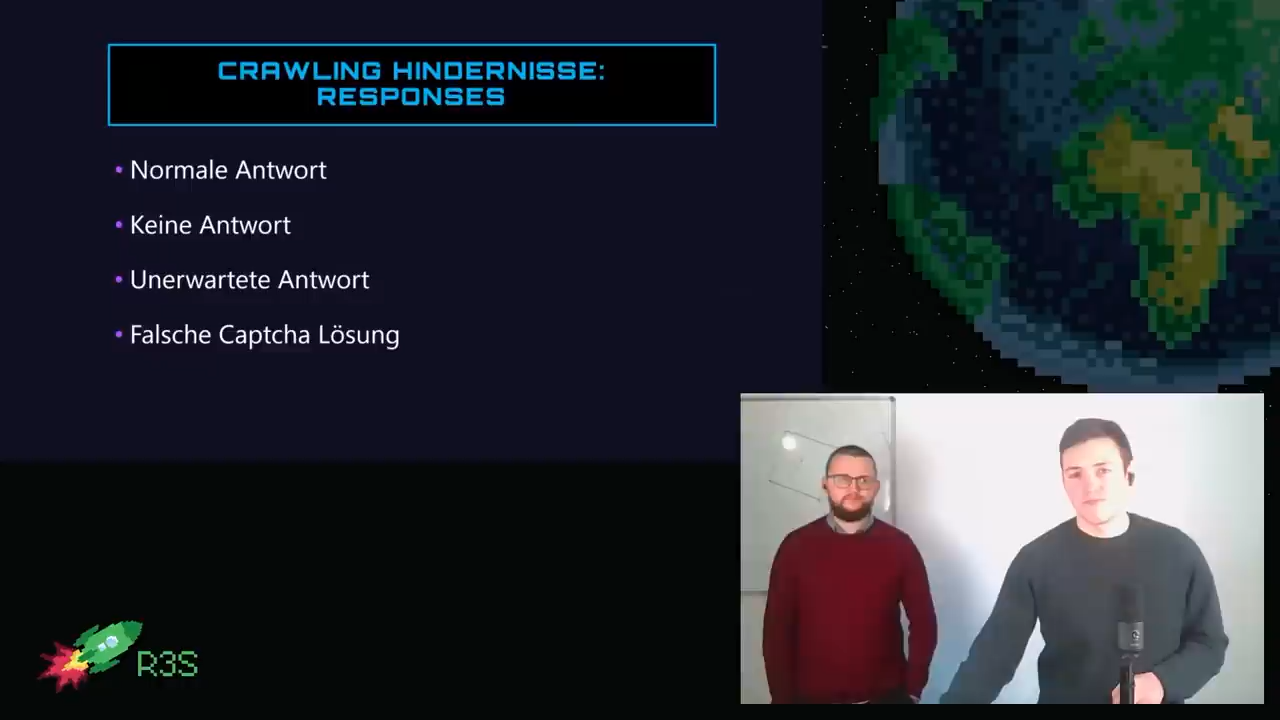 CRAWLING HINDERNISSE:
RESPONSES
• Normale Antwort
• Keine Antwort
• Unerwartete Antwort
• Falsche Captcha Lösung
R3S